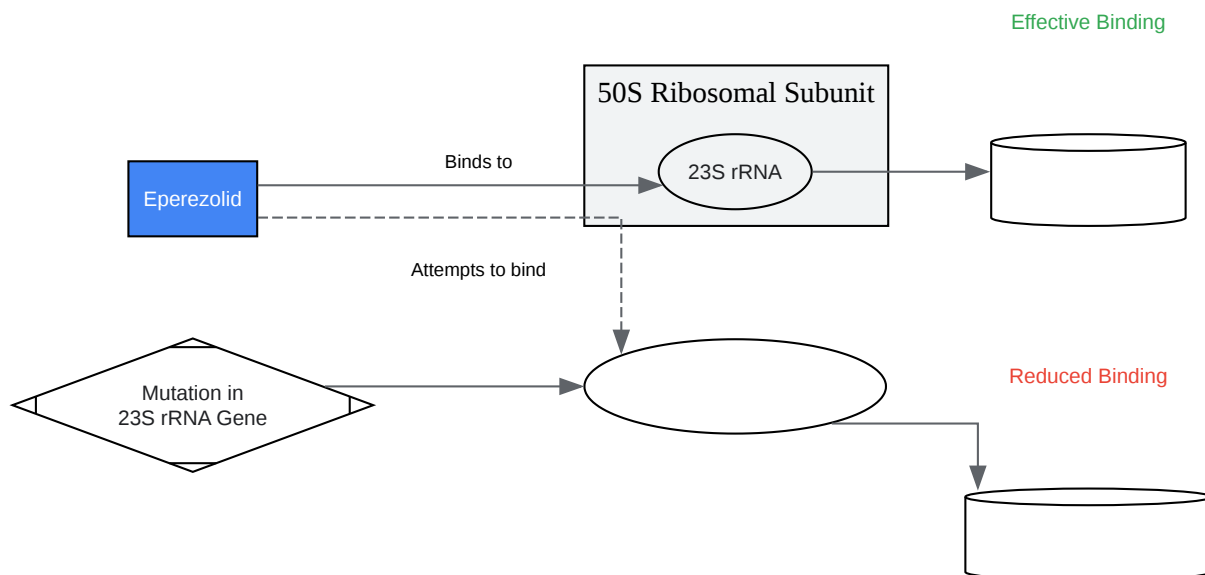 Effective Binding
50S Ribosomal Subunit
Binds to
23S rRNA
Eperezolid
Attempts to bind
Mutation in
23S rRNA Gene
Reduced Binding